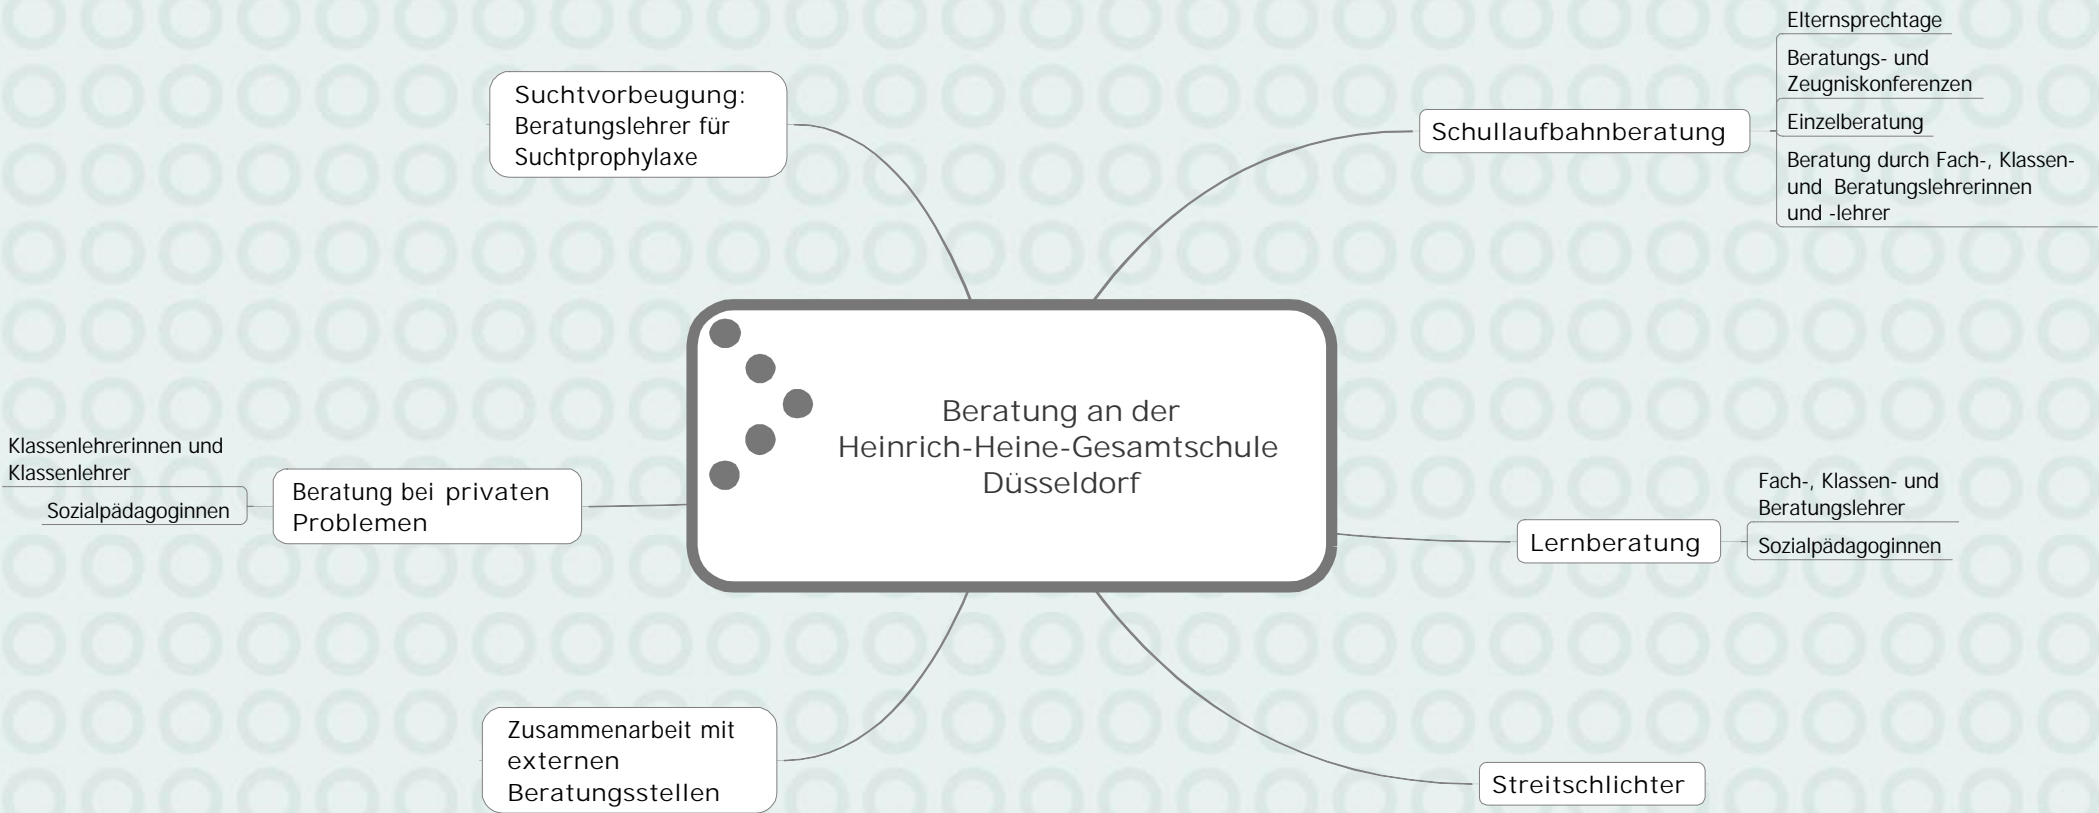 Beratung an der
Heinrich-Heine-Gesamtschule
Düsseldorf
Schullaufbahnberatung
Elternsprechtage
Beratungs- und
Zeugniskonferenzen
Einzelberatung
Beratung durch Fach-, Klassen-
und Beratungslehrerinnen
und -lehrer
Lernberatung
Fach-, Klassen- und
Beratungslehrer
Sozialpädagoginnen
Streitschlichter
Zusammenarbeit mit
externen
Beratungsstellen
Beratung bei privaten
Problemen
Klassenlehrerinnen und
Klassenlehrer
Sozialpädagoginnen
Suchtvorbeugung:
Beratungslehrer für
Suchtprophylaxe